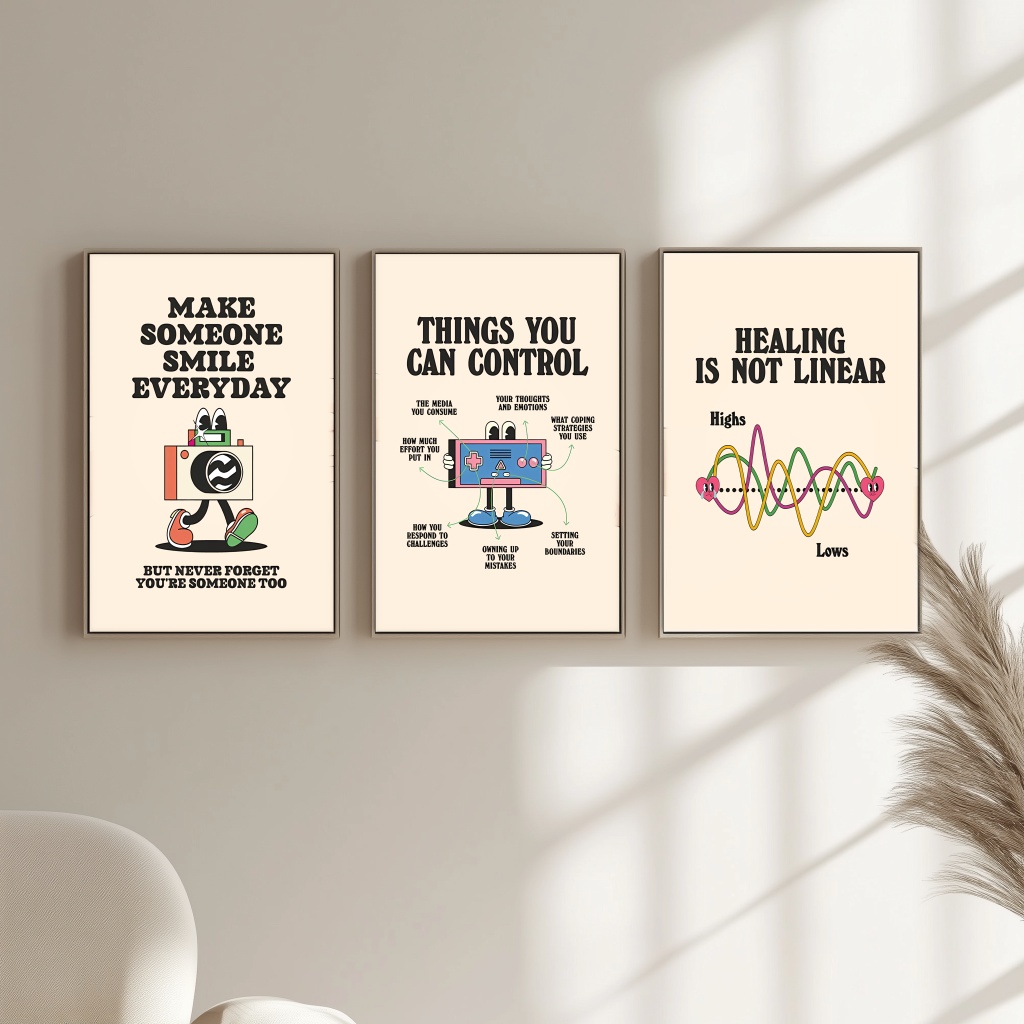 MAKE
SOMEONE
SMILE
EVERYDAY
BUT NEVER FORGET
YOU'RE SOMEONE TOO
THINGS YOU
CAN CONTROL
THE MEDIA
YOU CONSUME
YOUR THOUGHTS
AND EMOTIONS
WHAT COPING
STRATEGIES
YOU USE
HOW MUCH
EFFORT YOU
PUT IN
HOW YOU
RESPOND TO
CHALLENGES
OWNING UP
TO YOUR
MISTAKES
SETTING
YOUR
BOUNDARIES
HEALING
IS NOT LINEAR
Highs
Lows